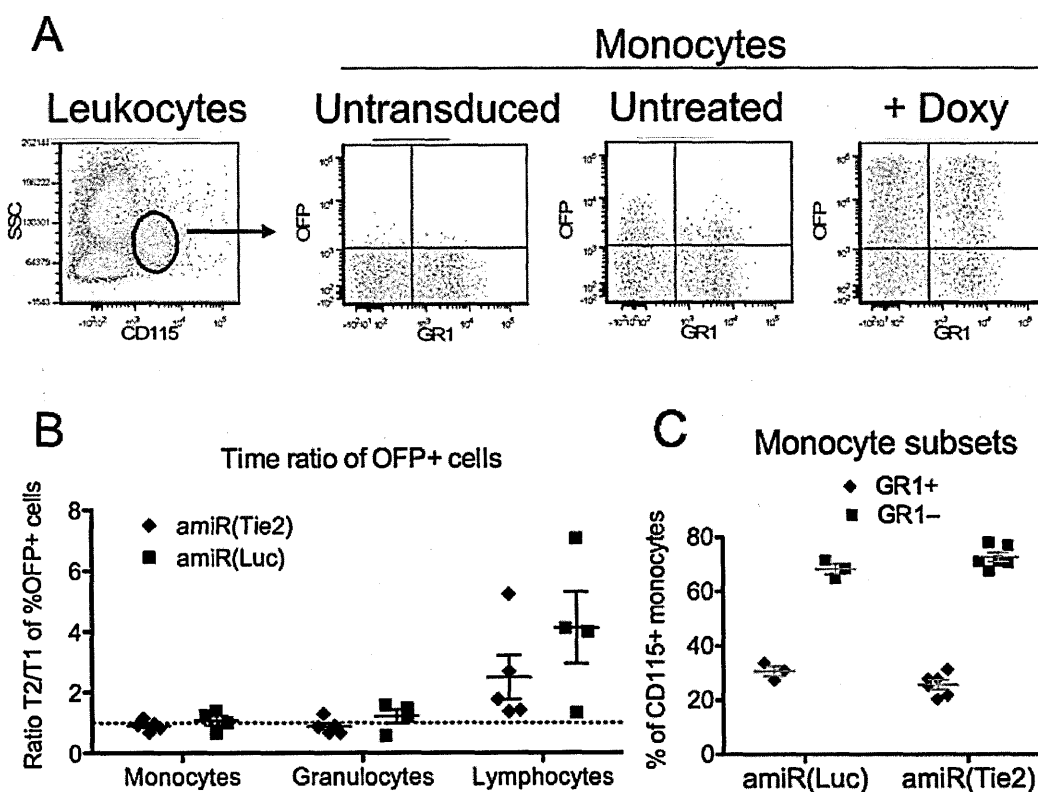 A
Monocytes
Leukocytes
Untransduced
Untreated
+ Doxy
SSC
CD115
OFP
GR1
OFP
GR1
OFP
GR1
B
Time ratio of OFP+ cells
amiR(Tie2)
amiR(Luc)
Ratio T2/T1 of %OFP+ cells
8
6
4
2
0
Monocytes
Granulocytes
Lymphocytes
C
Monocyte subsets
GR1+
GR1–
% of CD115+ monocytes
80
60
40
20
0
amiR(Luc)
amiR(Tie2)